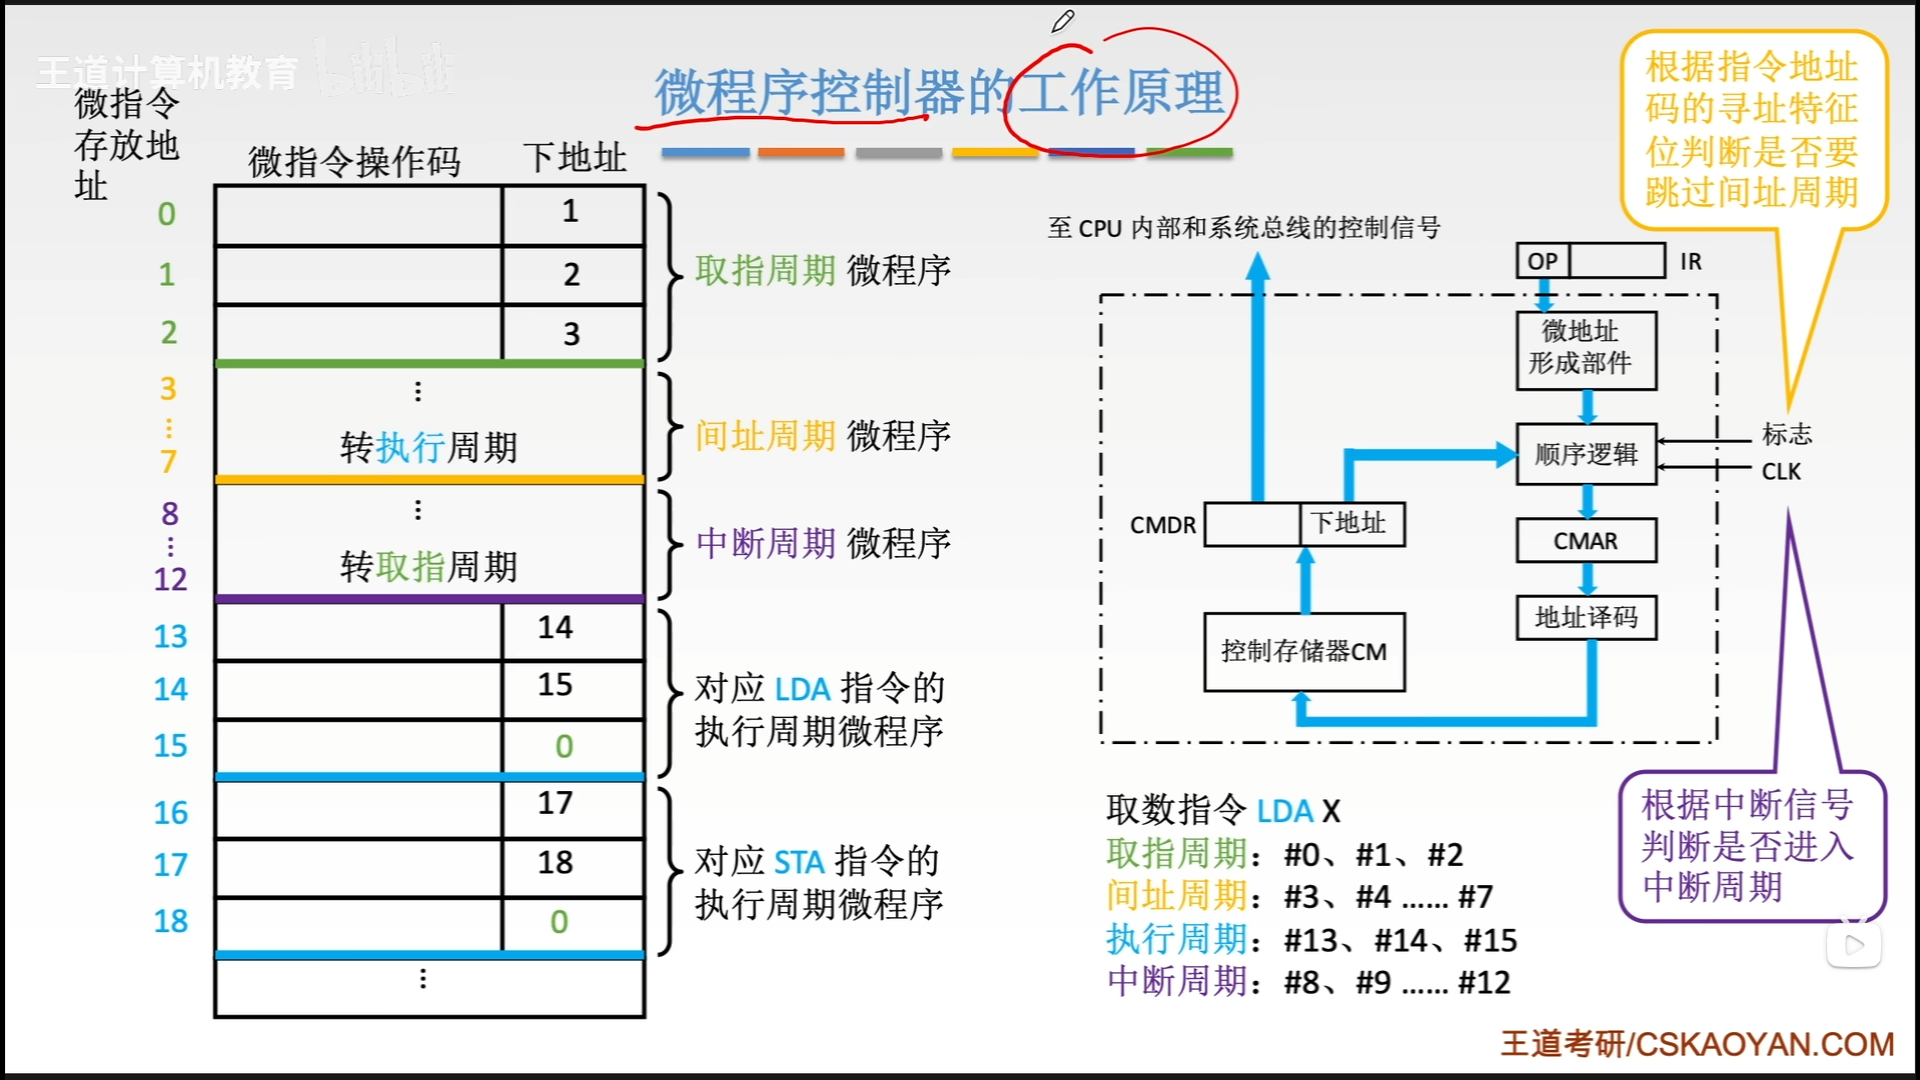 王道计算机教育 bilibili
微程序控制器的工作原理
微指令
存放地
址
微指令操作码
下地址
0
1
1
2
2
3
取指周期 微程序
3
⋮
7
⋮
转执行周期
间址周期 微程序
8
⋮
12
⋮
转取指周期
中断周期 微程序
13
14
14
15
15
0
对应 LDA 指令的
执行周期微程序
16
17
17
18
18
0
对应 STA 指令的
执行周期微程序
⋮
至 CPU 内部和系统总线的控制信号
OP
IR
微地址
形成部件
顺序逻辑
标志
CLK
CMDR
下地址
CMAR
控制存储器CM
地址译码
根据指令地址
码的寻址特征
位判断是否要
跳过间址周期
根据中断信号
判断是否进入
中断周期
取数指令 LDA X
取指周期：#0、#1、#2
间址周期：#3、#4 …… #7
执行周期：#13、#14、#15
中断周期：#8、#9 …… #12
王道考研/CSKAOYAN.COM